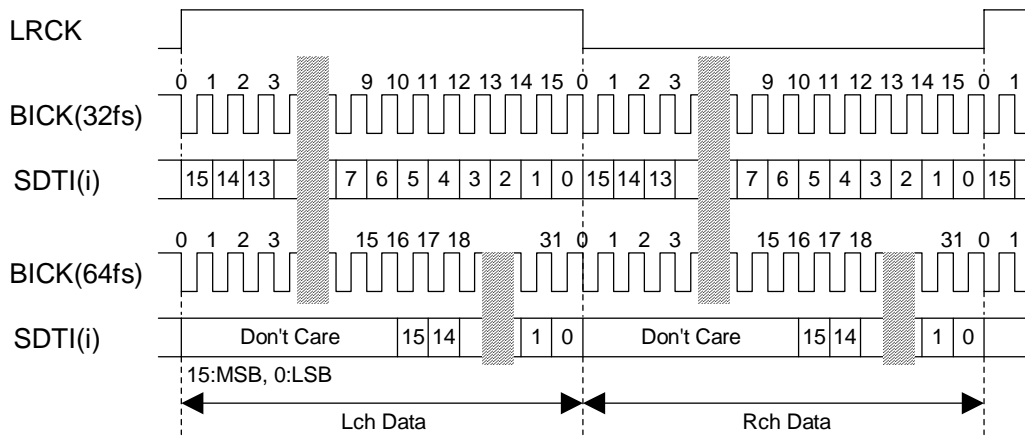 LRCK
0 1 2 3 9 10 11 12 13 14 15 0 1 2 3 9 10 11 12 13 14 15 0 1
BICK(32fs)
SDTI(i) 15 14 13 7 6 5 4 3 2 1 0 15 14 13 7 6 5 4 3 2 1 0 15
0 1 2 3 15 16 17 18 31 0 1 2 3 15 16 17 18 31 0 1
BICK(64fs)
SDTI(i) Don't Care 15 14 1 0 Don't Care 15 14 1 0
15:MSB, 0:LSB
Lch Data Rch Data